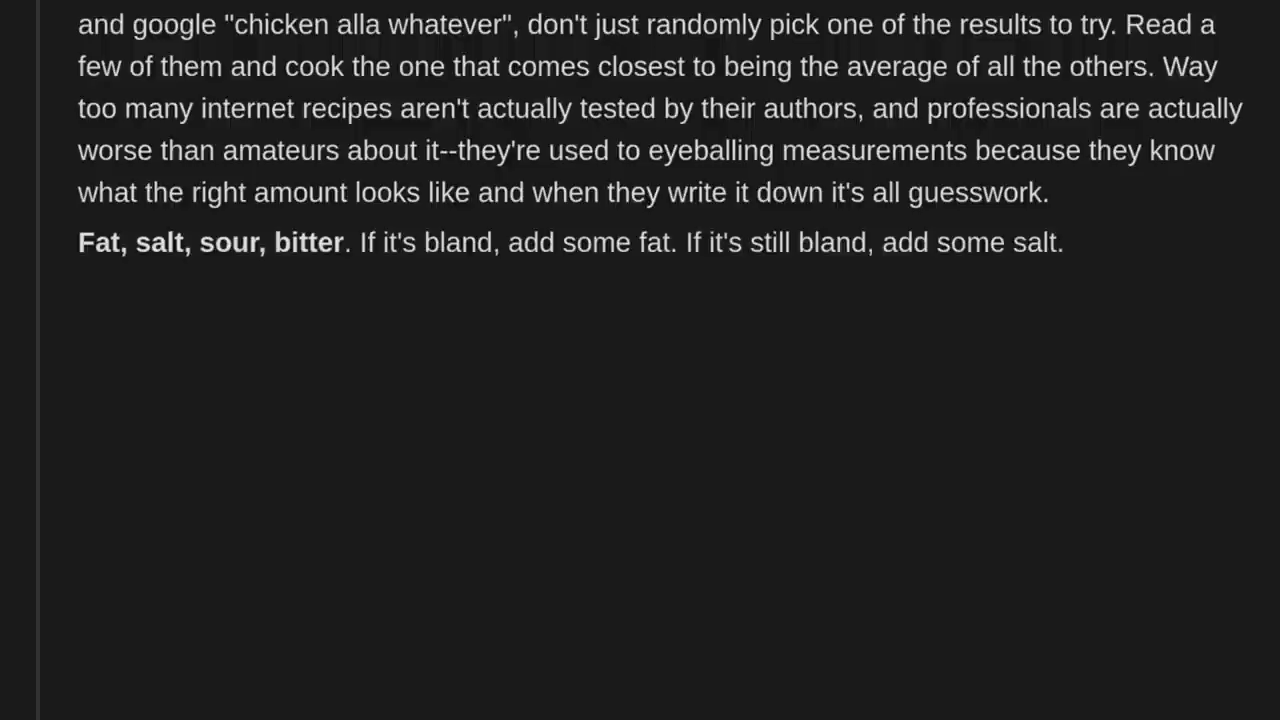 and google "chicken alla whatever", don't just randomly pick one of the results to try. Read a
few of them and cook the one that comes closest to being the average of all the others. Way
too many internet recipes aren't actually tested by their authors, and professionals are actually
worse than amateurs about it--they're used to eyeballing measurements because they know
what the right amount looks like and when they write it down it's all guesswork.
Fat, salt, sour, bitter. If it's bland, add some fat. If it's still bland, add some salt.